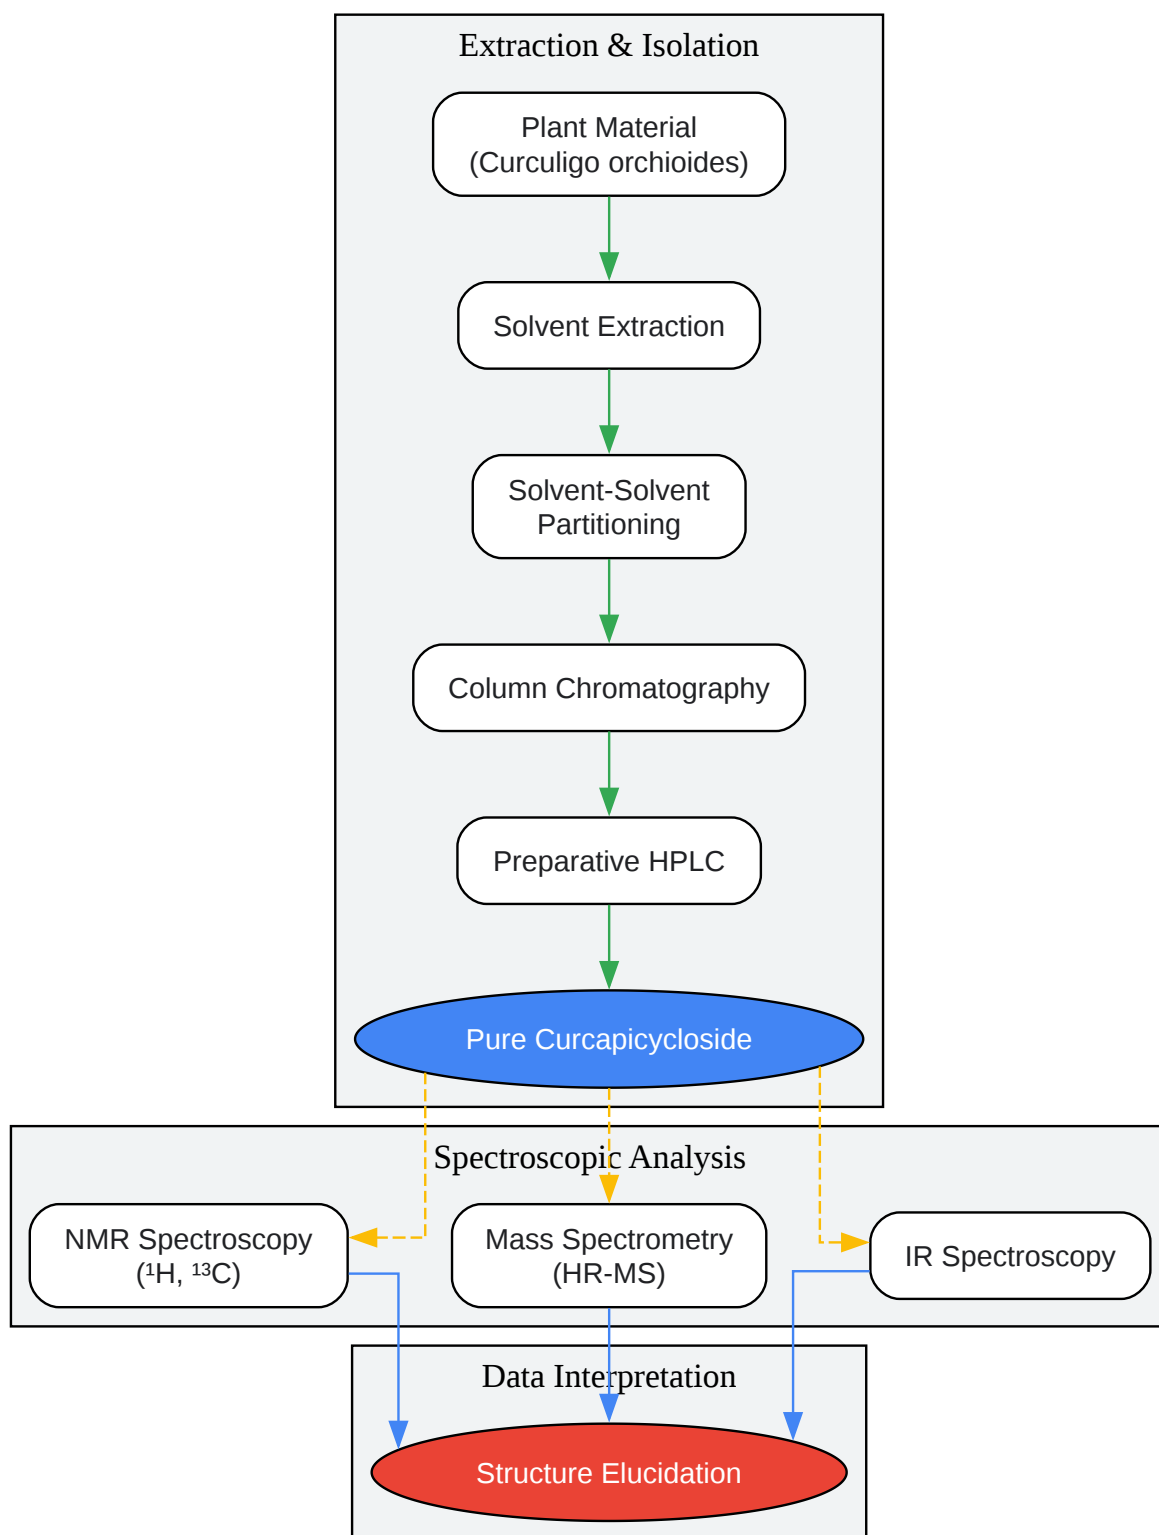 Extraction & Isolation
Plant Material
(Curculigo orchioides)
Solvent Extraction
Solvent-Solvent
Partitioning
Column Chromatography
Preparative HPLC
Pure Curcapicycloside
Spectroscopic Analysis
NMR Spectroscopy
(¹H, ¹³C)
Mass Spectrometry
(HR-MS)
IR Spectroscopy
Data Interpretation
Structure Elucidation